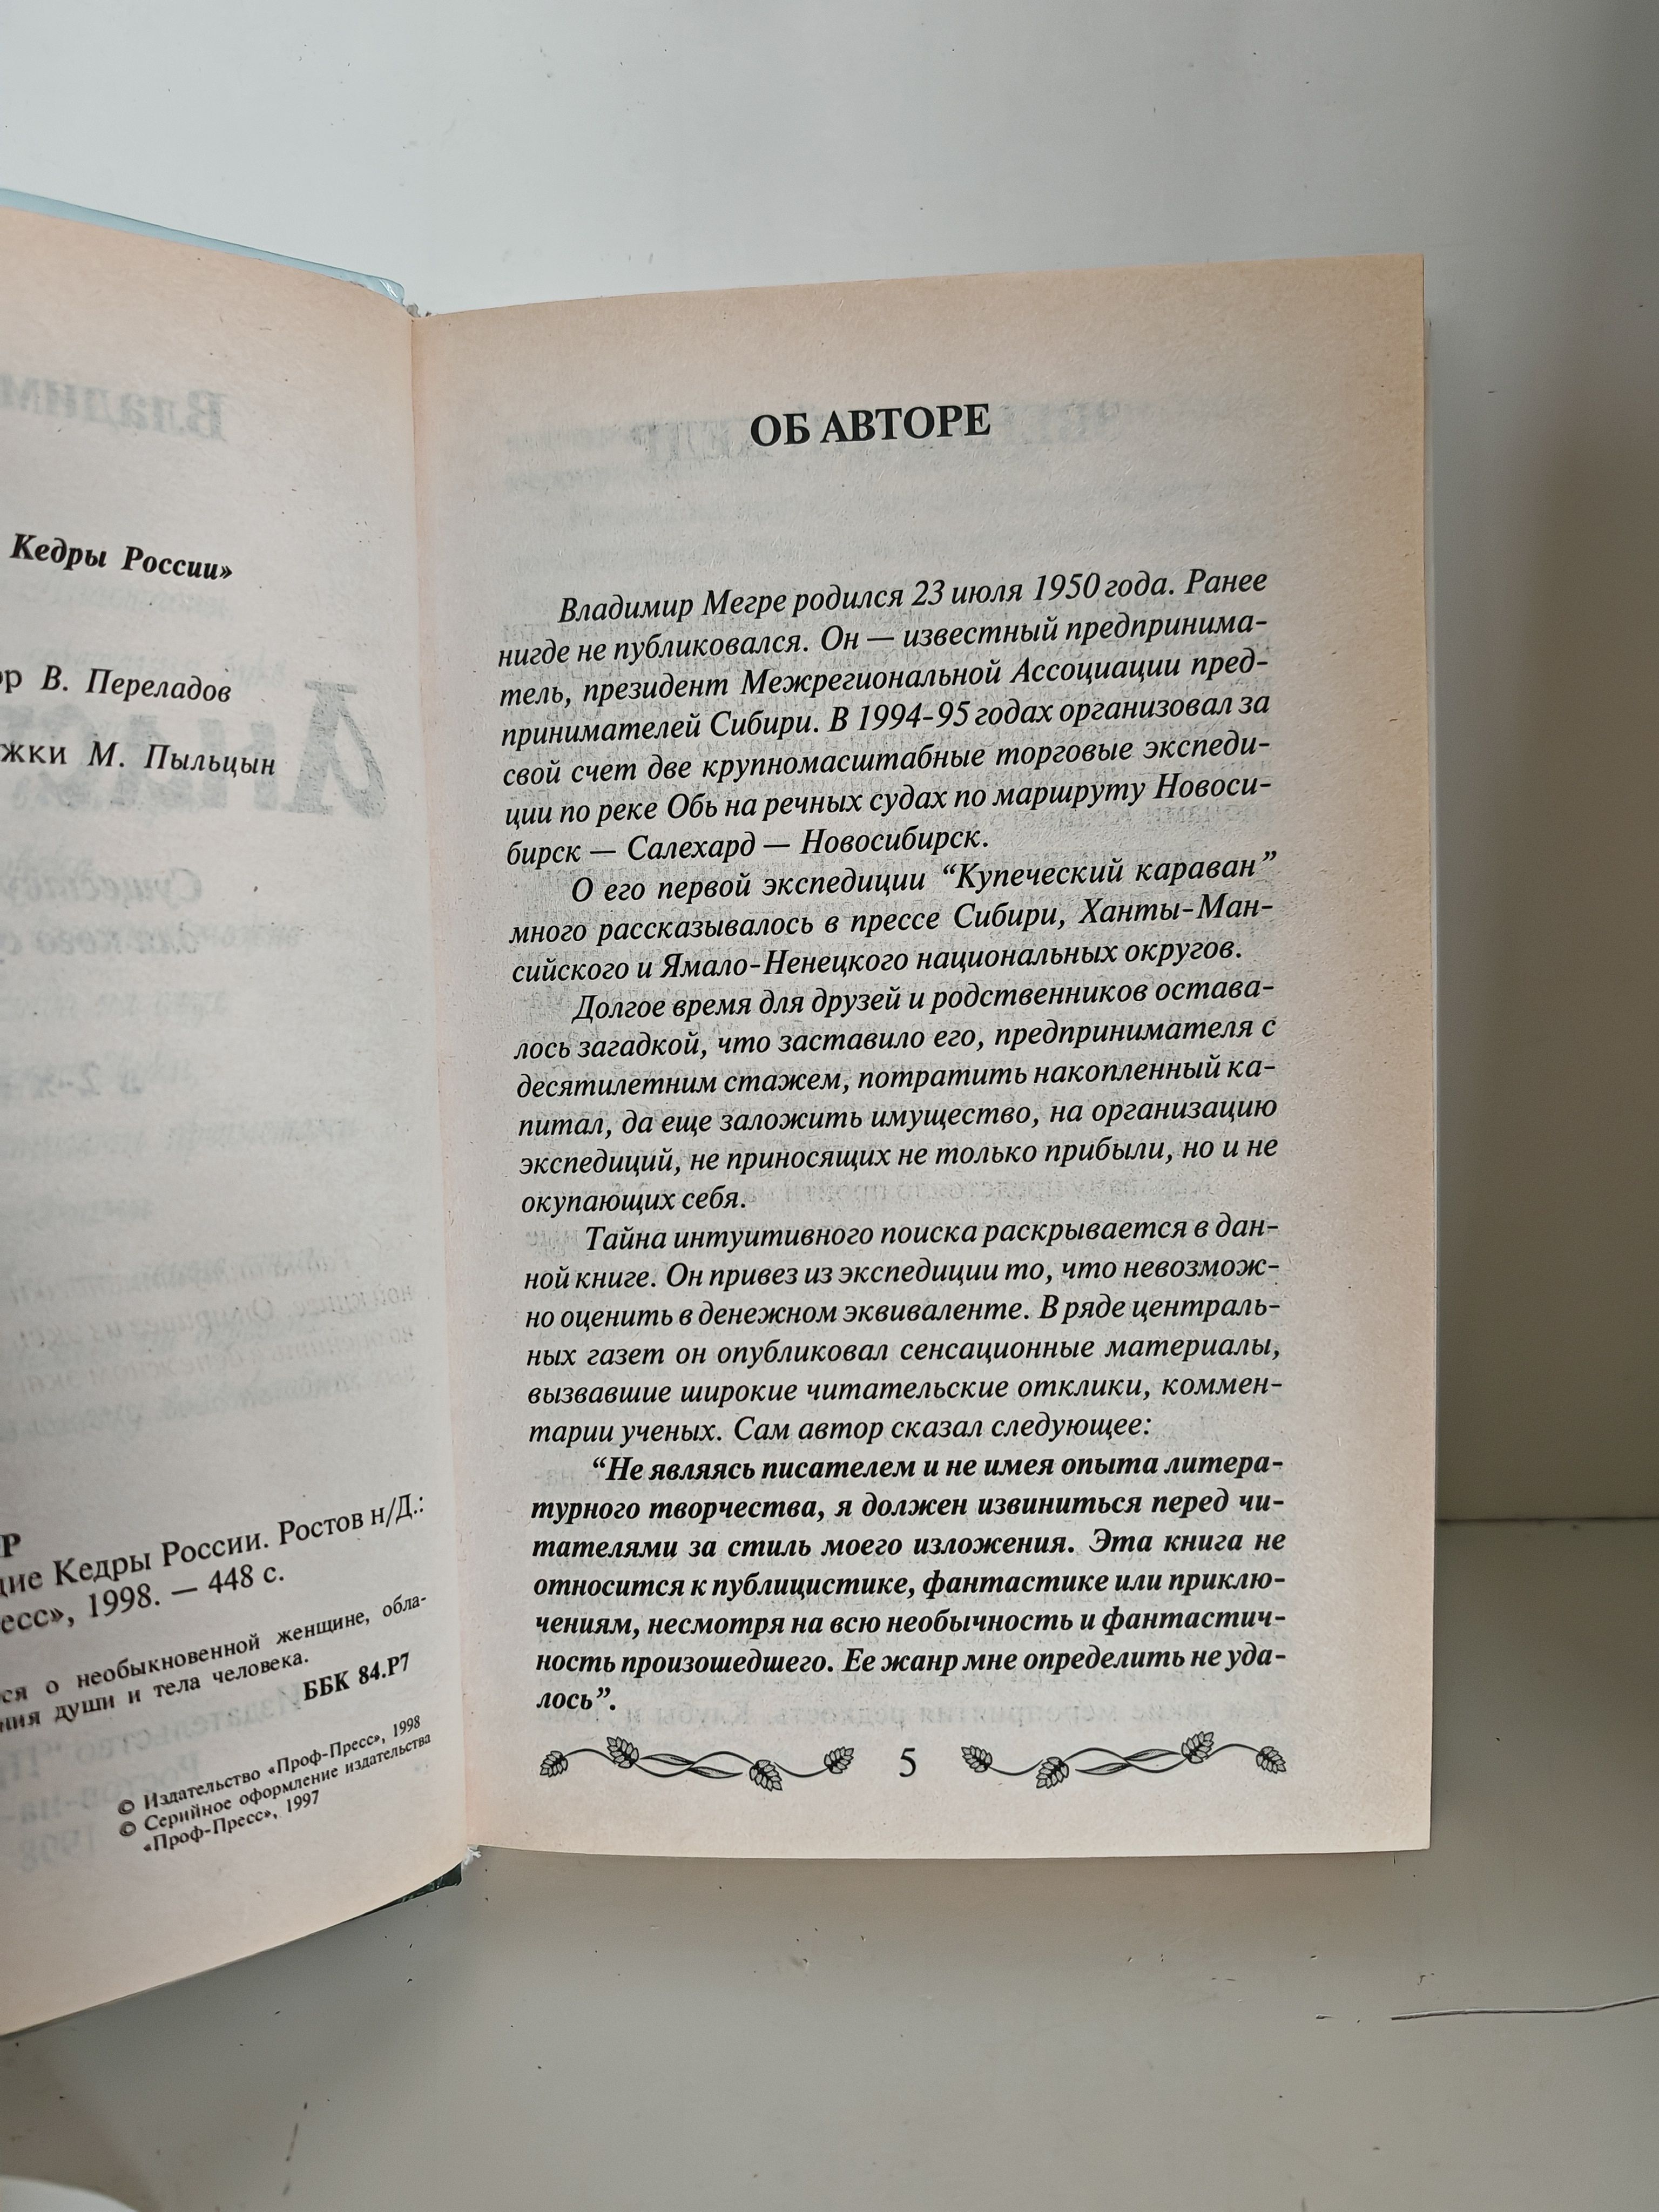 Кедры России»
В. Переладов
М. Пыльцын
Кедры России. Ростов н/Д.:
1998. — 448 с.
о необыкновенной женщине, обла-
души и тела человека.
ББК 84.Р7
© Издательство «Проф-Пресс», 1998
© Серийное оформление издательства
«Проф-Пресс», 1997
ОБ АВТОРЕ
Владимир Мегре родился 23 июля 1950 года. Ранее
нигде не публиковался. Он — известный предпринима-
тель, президент Межрегиональной Ассоциации пред-
принимателей Сибири. В 1994-95 годах организовал за
свой счет две крупномасштабные торговые экспеди-
ции по реке Обь на речных судах по маршруту Новоси-
бирск — Салехард — Новосибирск.
О его первой экспедиции “Купеческий караван”
много рассказывалось в прессе Сибири, Ханты-Ман-
сийского и Ямало-Ненецкого национальных округов.
Долгое время для друзей и родственников остава-
лось загадкой, что заставило его, предпринимателя с
десятилетним стажем, потратить накопленный ка-
питал, да еще заложить имущество, на организацию
экспедиций, не приносящих не только прибыли, но и не
окупающих себя.
Тайна интуитивного поиска раскрывается в дан-
ной книге. Он привез из экспедиции то, что невозмож-
но оценить в денежном эквиваленте. В ряде централь-
ных газет он опубликовал сенсационные материалы,
вызвавшие широкие читательские отклики, коммен-
тарии ученых. Сам автор сказал следующее:
“Не являясь писателем и не имея опыта литера-
турного творчества, я должен извиниться перед чи-
тателями за стиль моего изложения. Эта книга не
относится к публицистике, фантастике или приклю-
чениям, несмотря на всю необычность и фантастич-
ность произошедшего. Ее жанр мне определить не уда-
лось”.
5